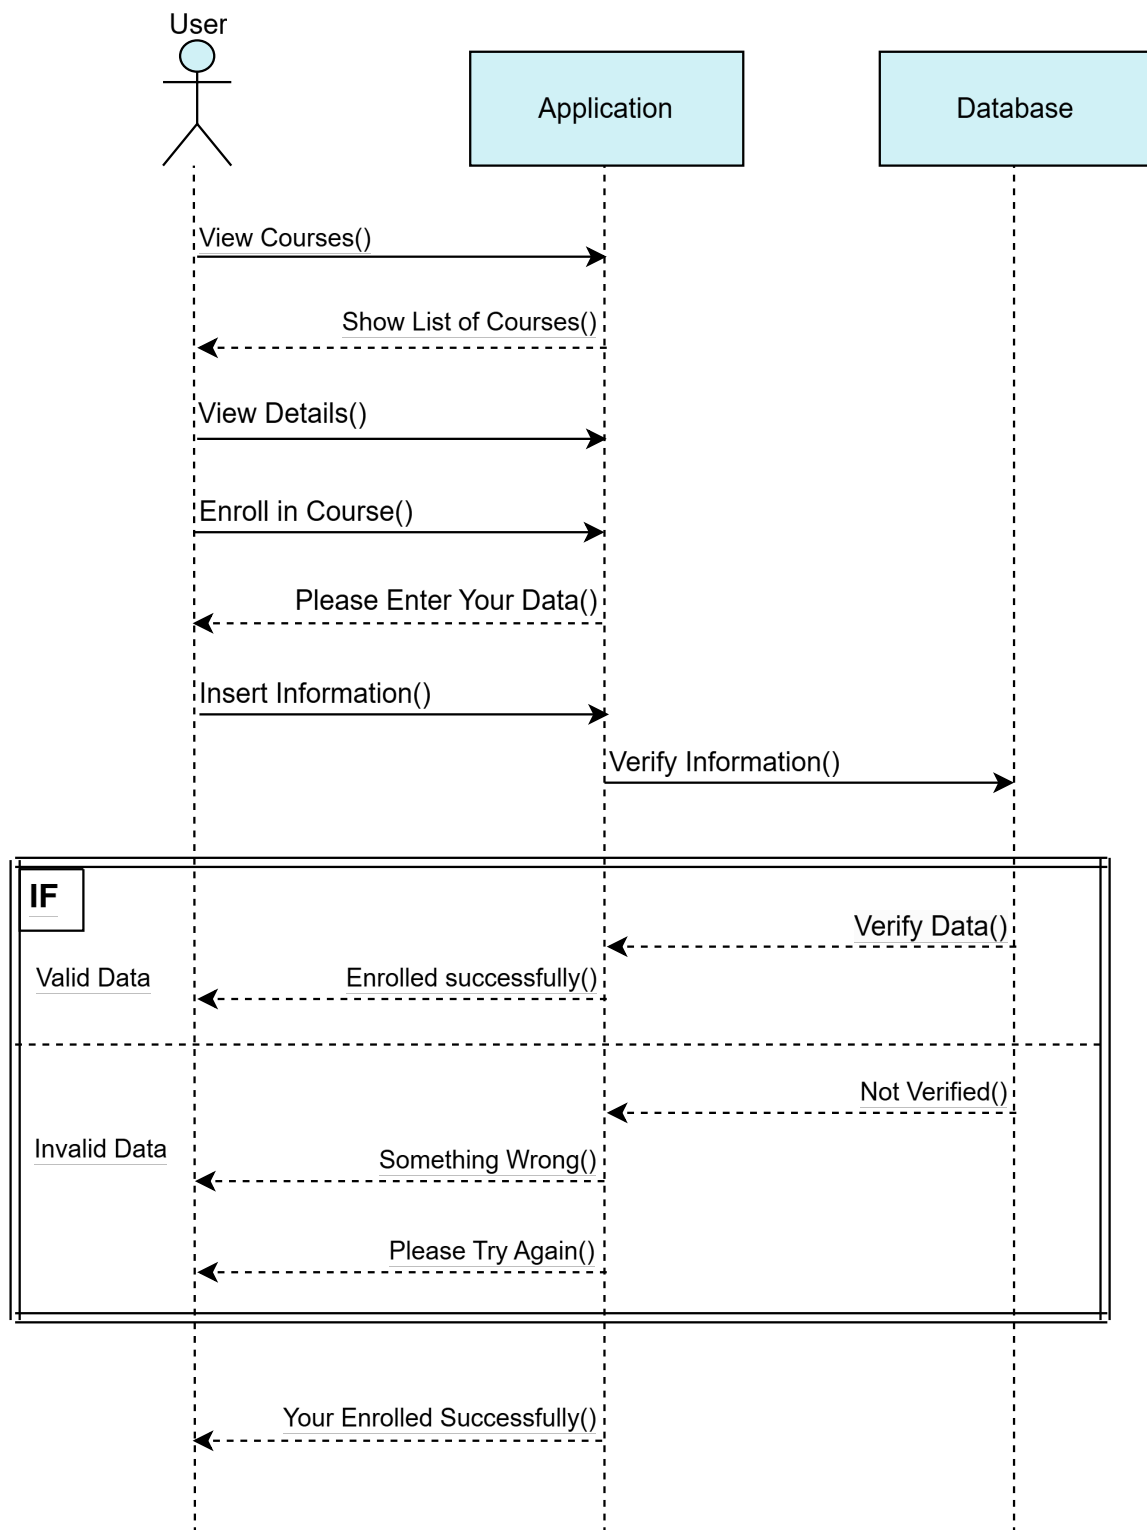 User
Application
Database
View Courses()
Show List of Courses()
View Details()
Enroll in Course()
Please Enter Your Data()
Insert Information()
Verify Information()
IF
Verify Data()
Valid Data
Enrolled successfully()
Not Verified()
Invalid Data
Something Wrong()
Please Try Again()
Your Enrolled Successfully()